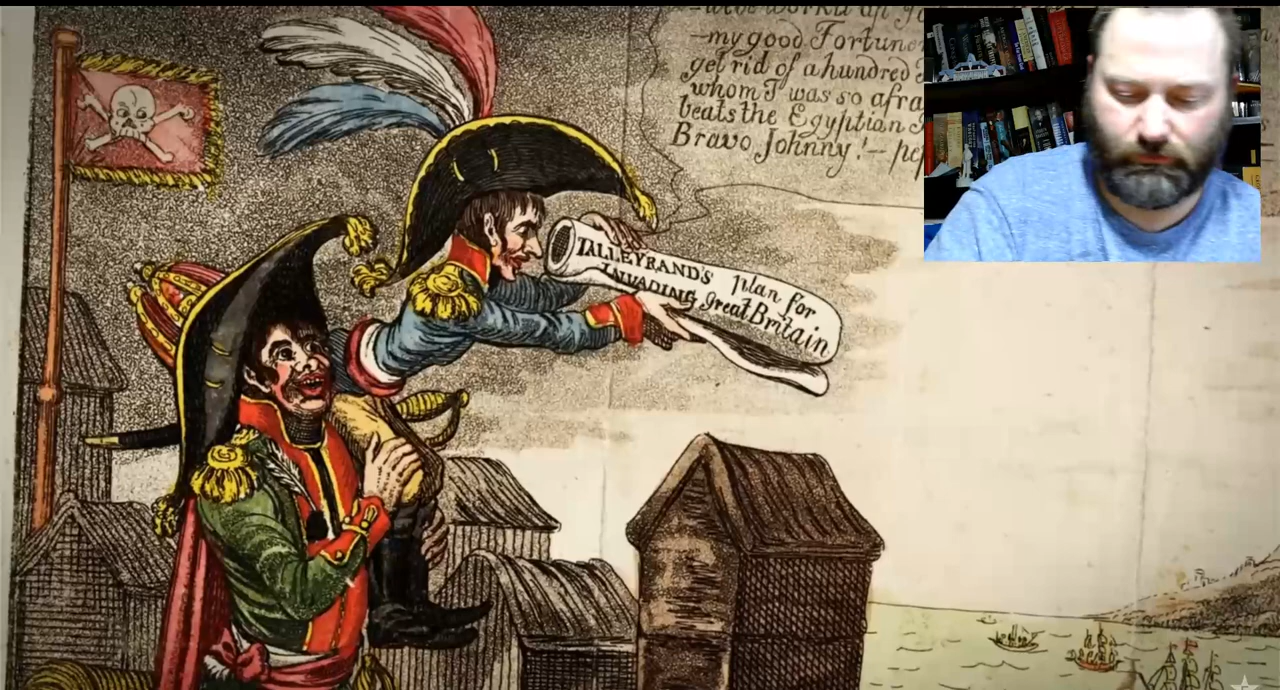 —my good Fortune
get rid of a hundred
whom I was so afra
beats the Egyptian
Bravo Johnny!— pe
TALLEYRAND'S plan for
INVADING great Britain